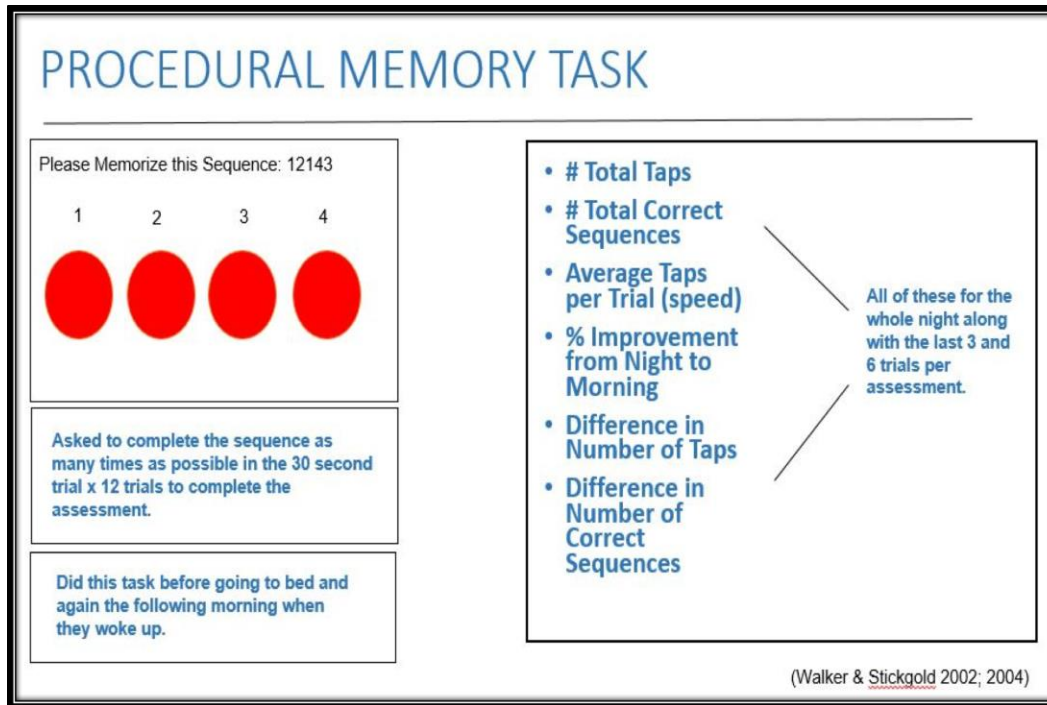 PROCEDURAL MEMORY TASK
Please Memorize this Sequence: 12143
1 2 3 4
Asked to complete the sequence as
many times as possible in the 30 second
trial x 12 trials to complete the
assessment.
Did this task before going to bed and
again the following morning when
they woke up.
• # Total Taps
• # Total Correct
Sequences
• Average Taps
per Trial (speed)
• % Improvement
from Night to
Morning
• Difference in
Number of Taps
• Difference in
Number of
Correct
Sequences
All of these for the
whole night along
with the last 3 and
6 trials per
assessment.
(Walker & Stickgold 2002; 2004)